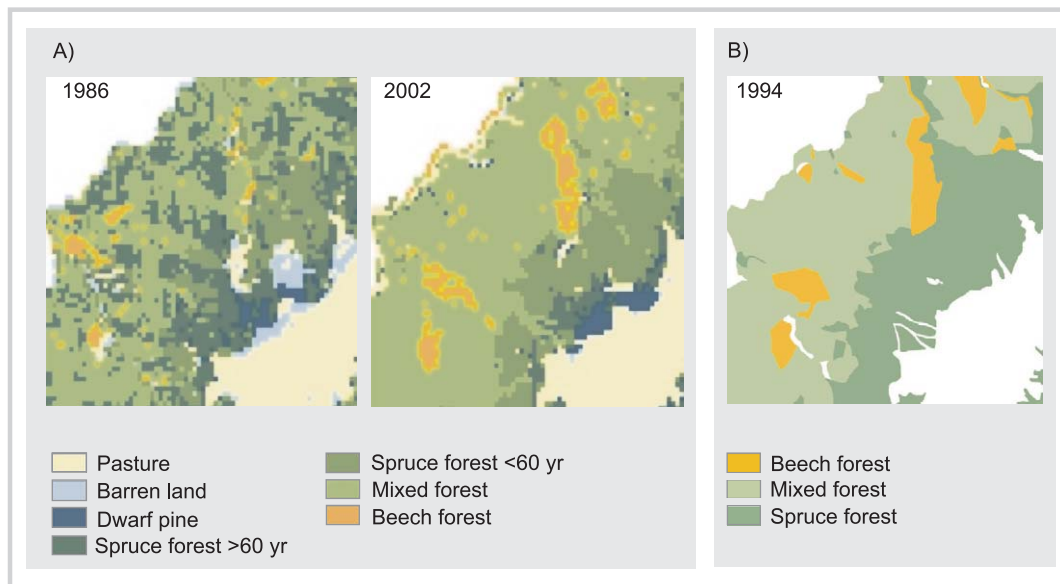 A)
1986
2002
Pasture
Barren land
Dwarf pine
Spruce forest >60 yr
Spruce forest <60 yr
Mixed forest
Beech forest
B)
1994
Beech forest
Mixed forest
Spruce forest